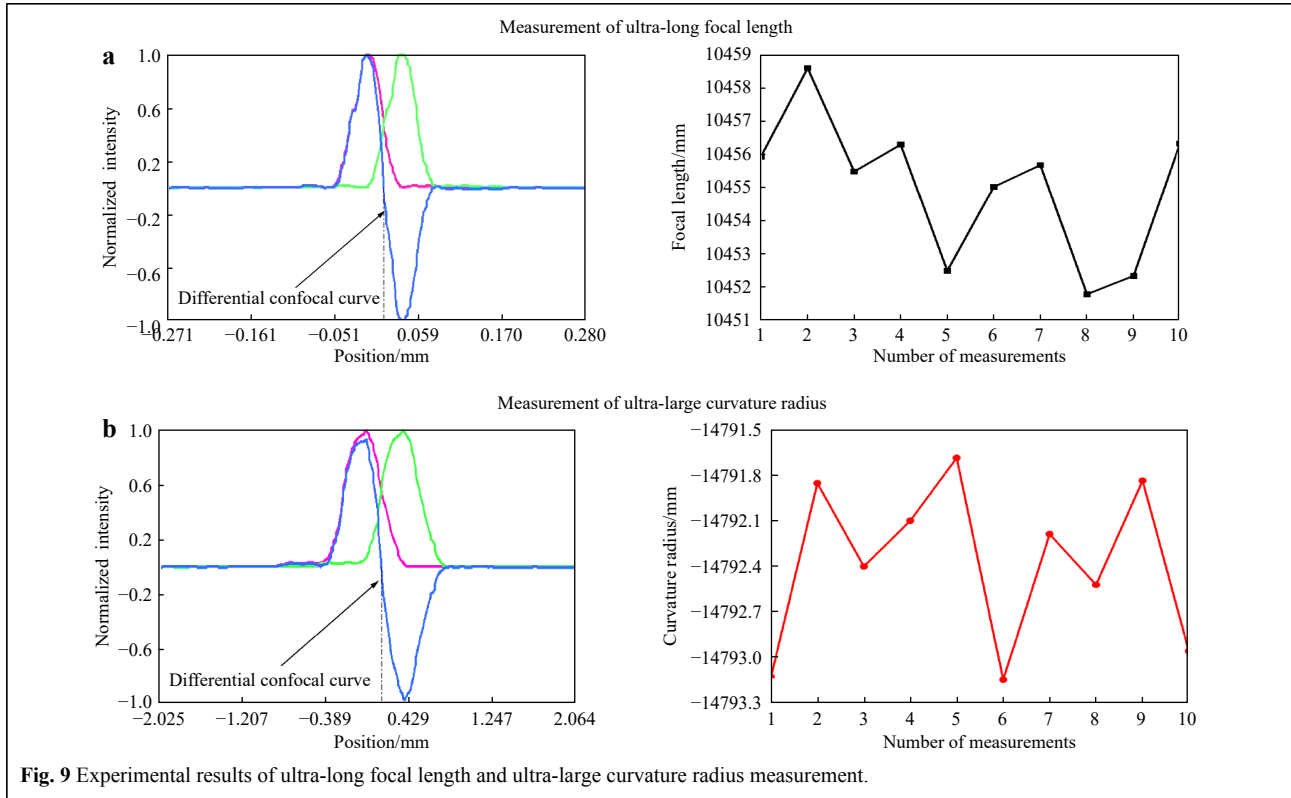 Measurement of ultra-long focal length
a
Normalized intensity
1.0
0.6
0.2
−0.2
−0.6
−1.0
Differential confocal curve
−0.271 −0.161 −0.051 0.059 0.170 0.280
Position/mm
Focal length/mm
10459
10458
10457
10456
10455
10454
10453
10452
10451
1 2 3 4 5 6 7 8 9 10
Number of measurements
Measurement of ultra-large curvature radius
b
Normalized intensity
1.0
0.6
0.2
−0.2
−0.6
−1.0
Differential confocal curve
−2.025 −1.207 −0.389 0.429 1.247 2.064
Position/mm
Curvature radius/mm
−14791.5
−14791.8
−14792.1
−14792.4
−14792.7
−14793.0
−14793.3
1 2 3 4 5 6 7 8 9 10
Number of measurements
Fig. 9 Experimental results of ultra-long focal length and ultra-large curvature radius measurement.